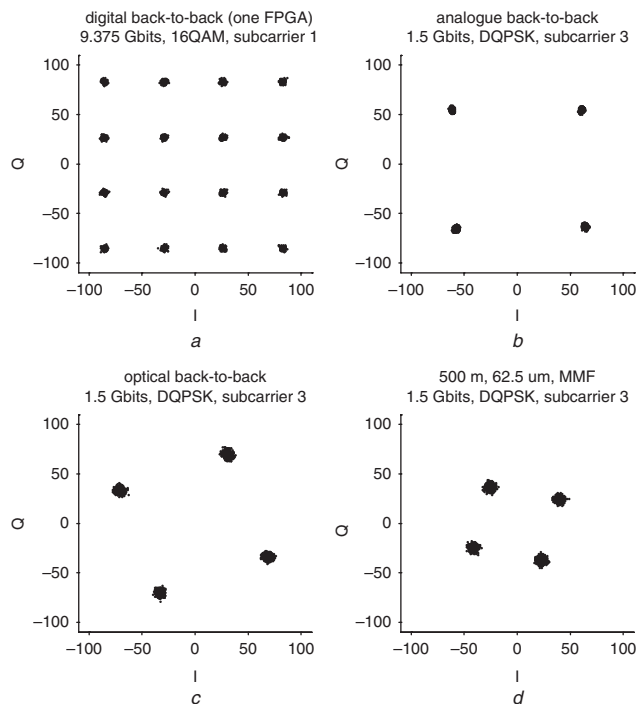 digital back-to-back (one FPGA)
9.375 Gbits, 16QAM, subcarrier 1
100
50
0
–50
–100
Q
–100 –50 0 50 100
I
a
analogue back-to-back
1.5 Gbits, DQPSK, subcarrier 3
100
50
0
–50
–100
Q
–100 –50 0 50 100
I
b
optical back-to-back
1.5 Gbits, DQPSK, subcarrier 3
100
50
0
–50
–100
Q
–100 –50 0 50 100
I
c
500 m, 62.5 um, MMF
1.5 Gbits, DQPSK, subcarrier 3
100
50
0
–50
–100
Q
–100 –50 0 50 100
I
d